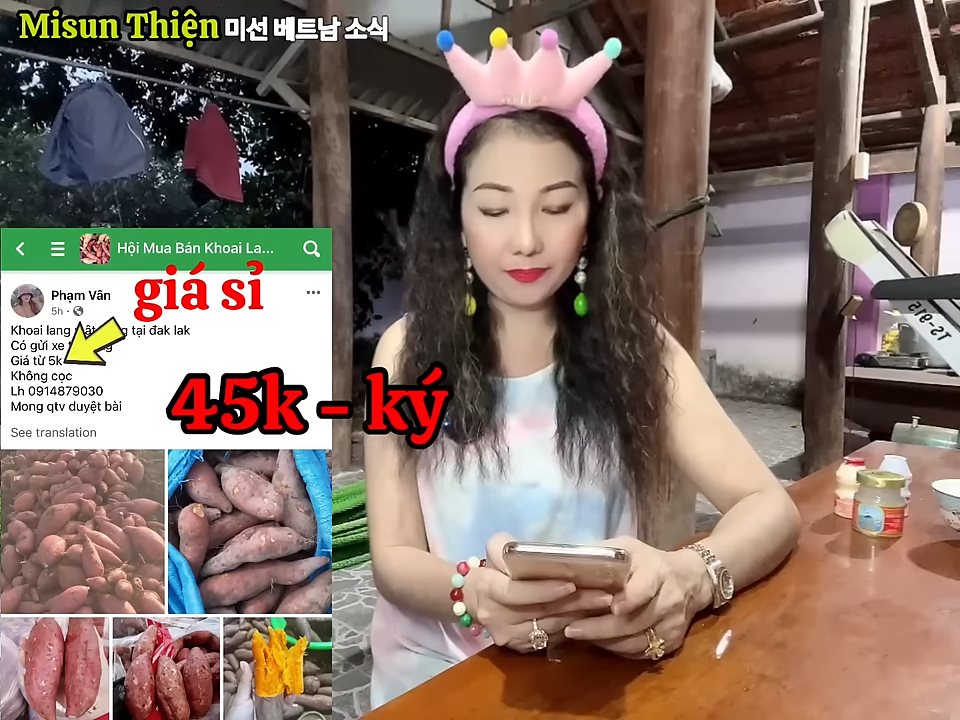 Misun Thiện 미선 베트남 소식
Hội Mua Bán Khoai La...
giá sỉ
Phạm Vân
5h
Khoai lang tại đak lak
Có gửi xe
Giá từ 5k
Không cọc
Lh 0914879030
Mong qtv duyệt bài
45k - ký
See translation
TS-915